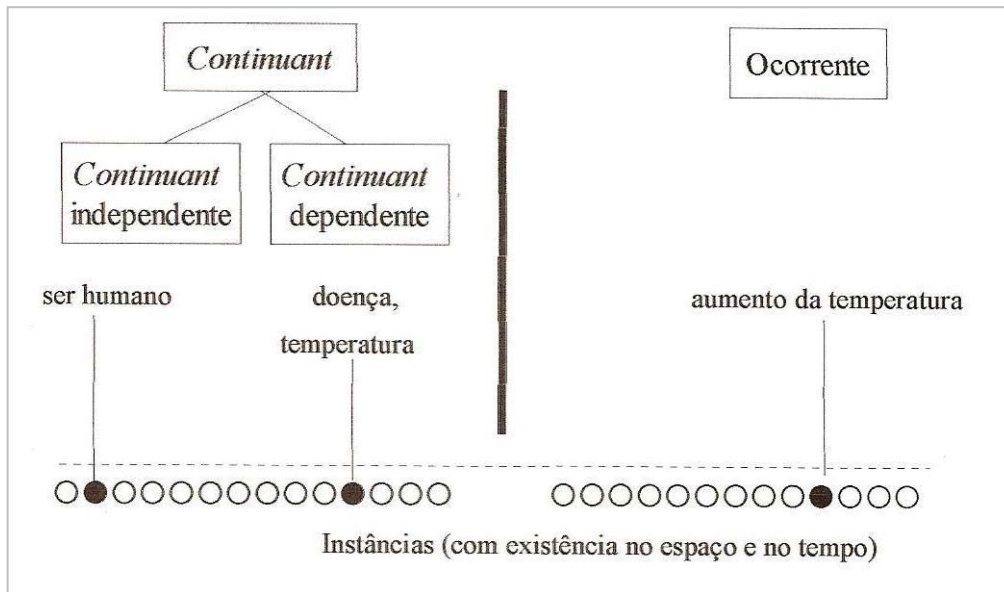 Continuant
Ocorrente
Continuant
independente
Continuant
dependente
ser humano
doença,
temperatura
aumento da temperatura
Instâncias (com existência no espaço e no tempo)